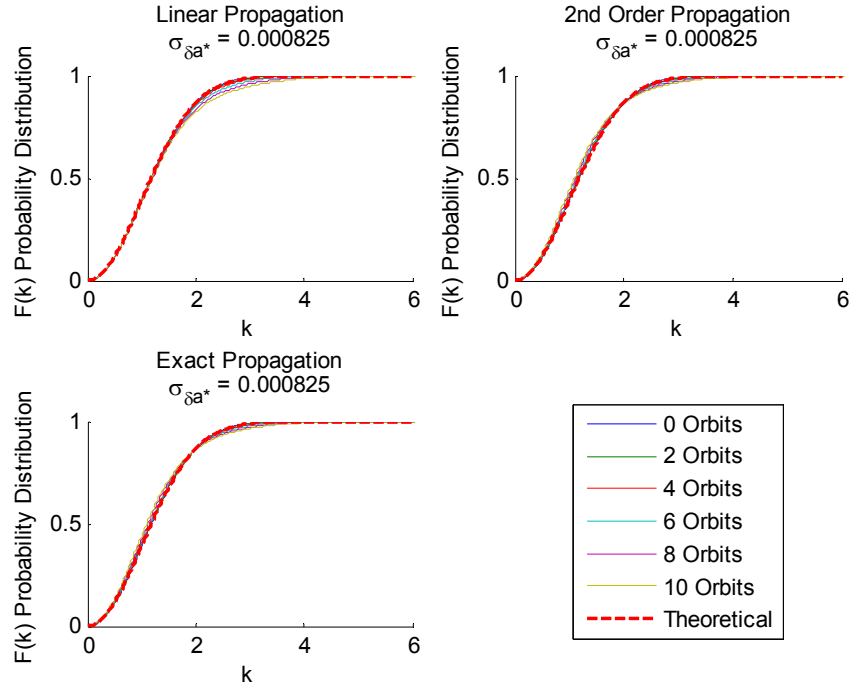 Linear Propagation
σδa* = 0.000825
F(k) Probability Distribution
1
0.5
0
0 2 4 6
k
2nd Order Propagation
σδa* = 0.000825
F(k) Probability Distribution
1
0.5
0
0 2 4 6
k
Exact Propagation
σδa* = 0.000825
F(k) Probability Distribution
1
0.5
0
0 2 4 6
k
0 Orbits
2 Orbits
4 Orbits
6 Orbits
8 Orbits
10 Orbits
Theoretical